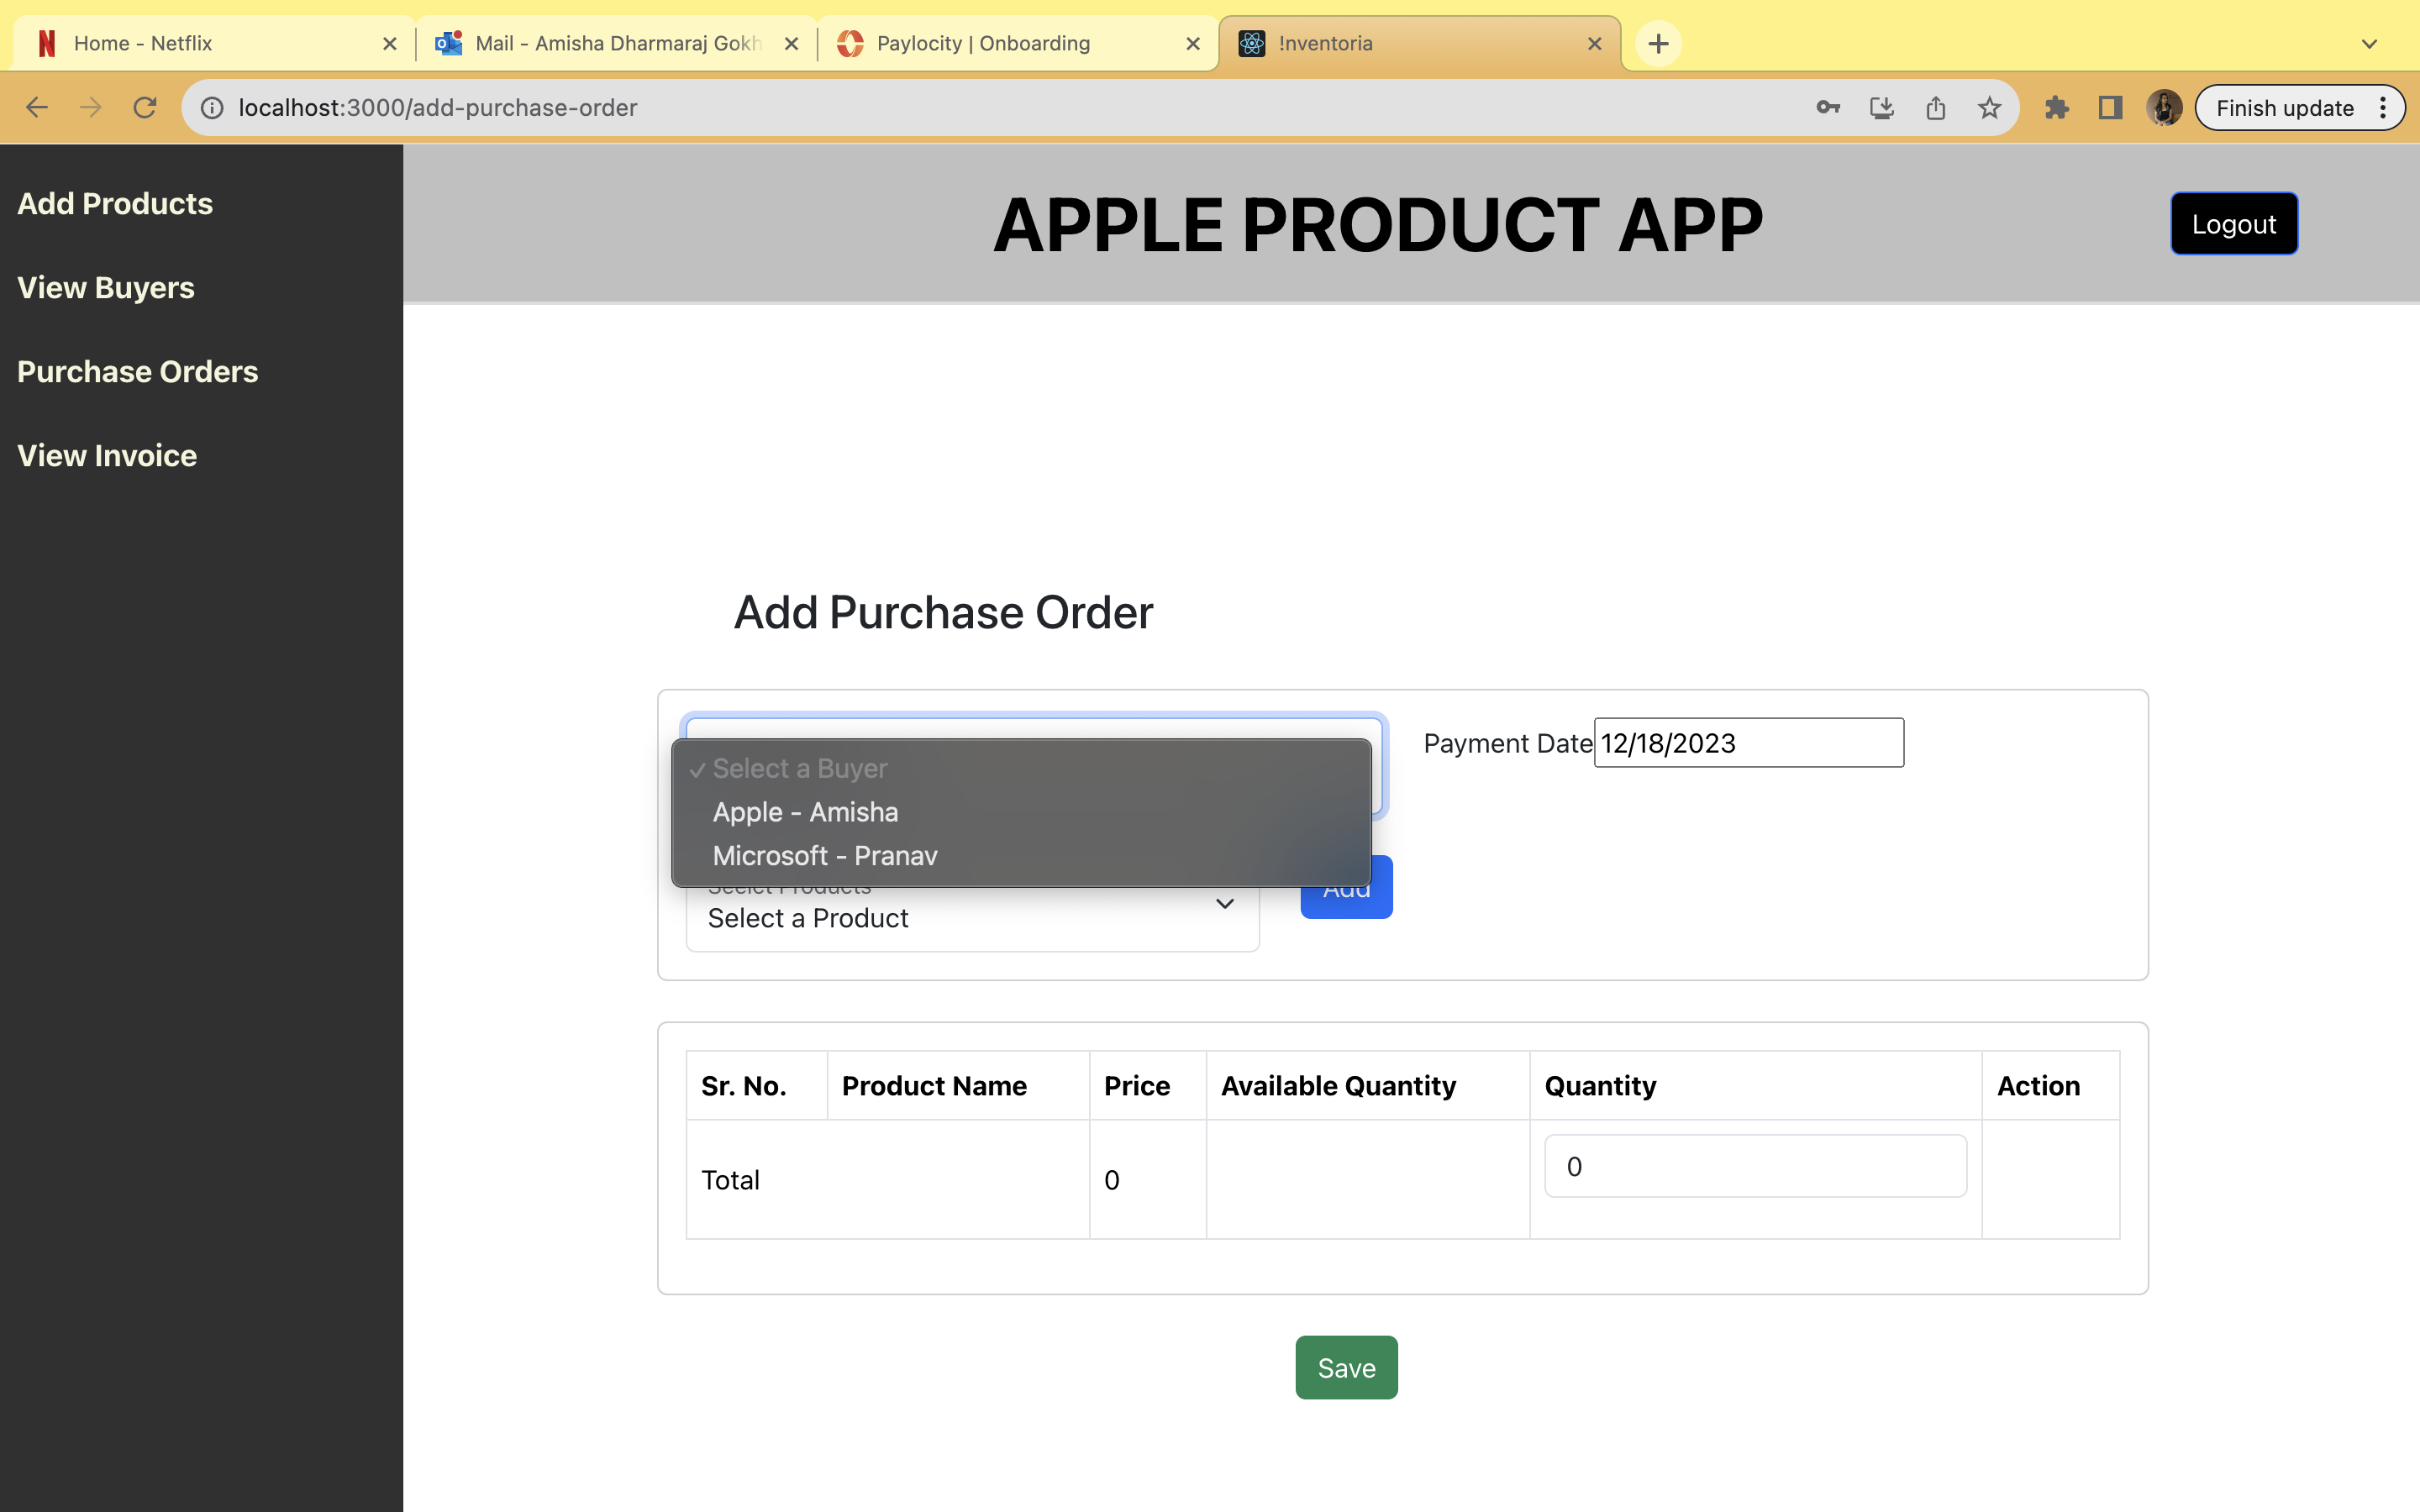 Home - Netflix
Mail - Amisha Dharmaraj Gokh
Paylocity | Onboarding
!nventoria
localhost:3000/add-purchase-order
Finish update
Add Products
View Buyers
Purchase Orders
View Invoice
APPLE PRODUCT APP
Logout
Add Purchase Order
Select a Buyer
Apple - Amisha
Microsoft - Pranav
Payment Date 12/18/2023
Products
Select a Product
Add
Sr. No. Product Name Price Available Quantity Quantity Action
Total 0 0
Save